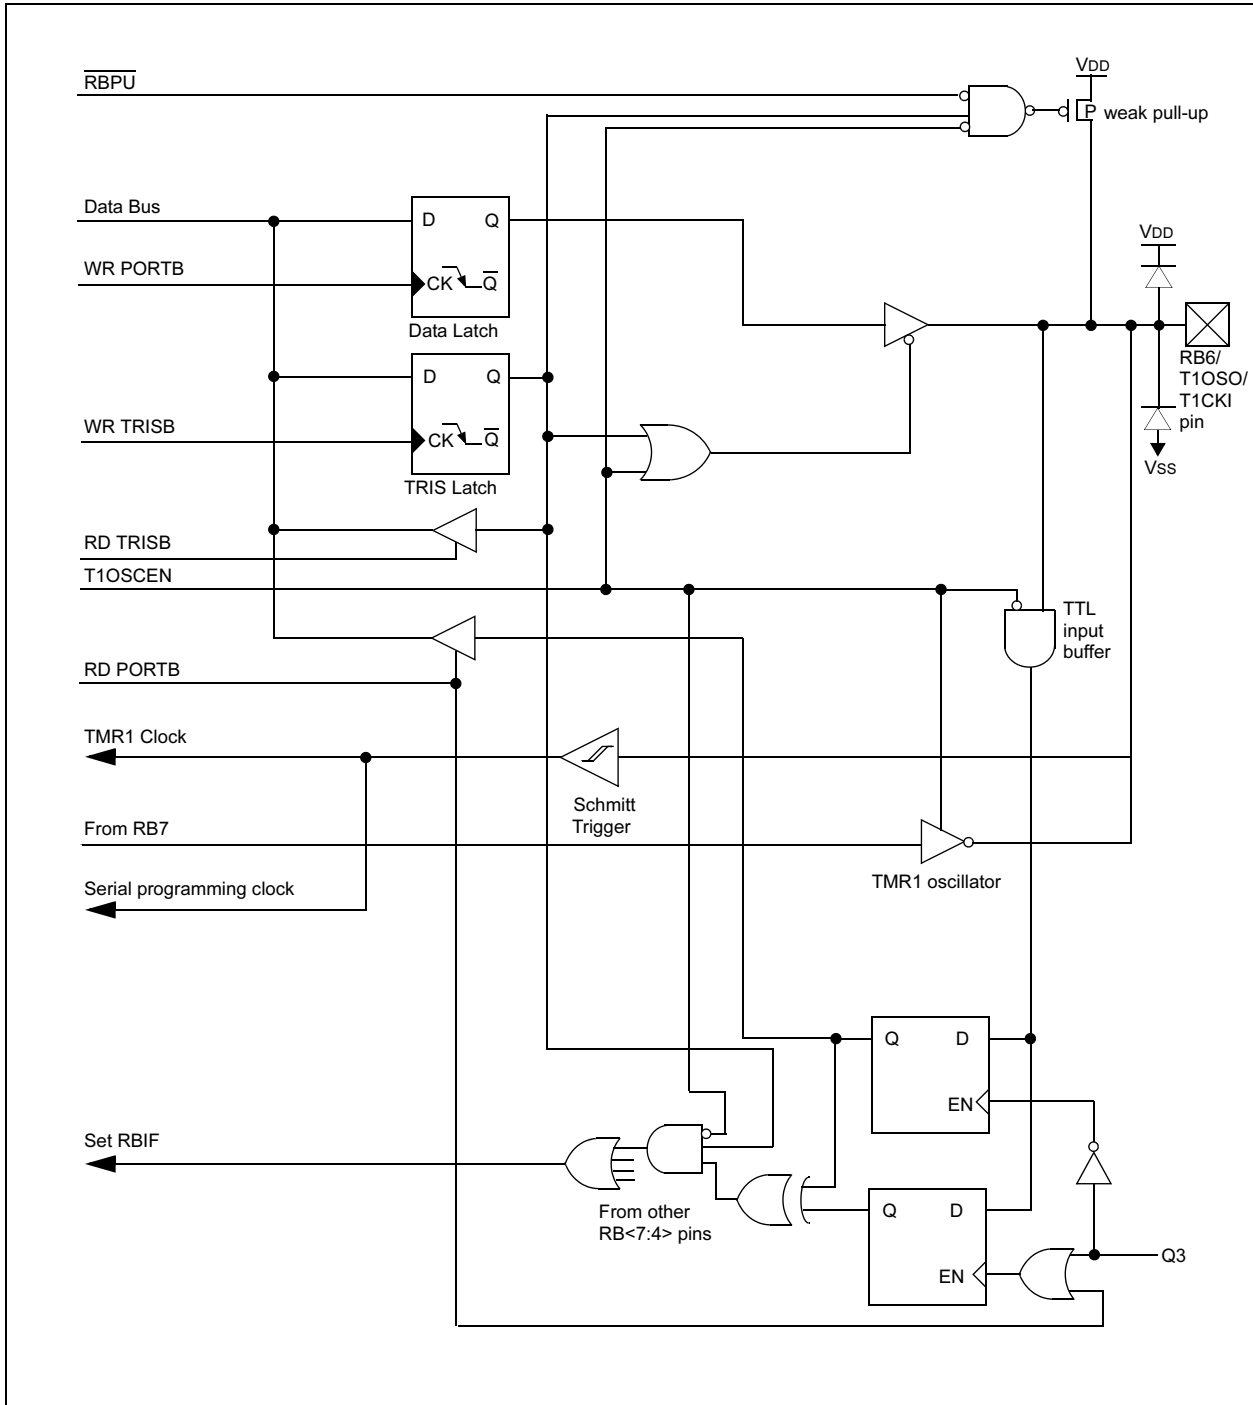 RBPU
VDD
P weak pull-up
Data Bus
D Q
VDD
WR PORTB
CK Q
Data Latch
RB6/
T1OSO/
T1CKI
pin
D Q
WR TRISB
CK Q
VSS
TRIS Latch
RD TRISB
T1OSCEN
TTL
input
buffer
RD PORTB
TMR1 Clock
Schmitt
Trigger
From RB7
TMR1 oscillator
Serial programming clock
Q D
EN
Set RBIF
From other
RB<7:4> pins
Q D
Q3
EN